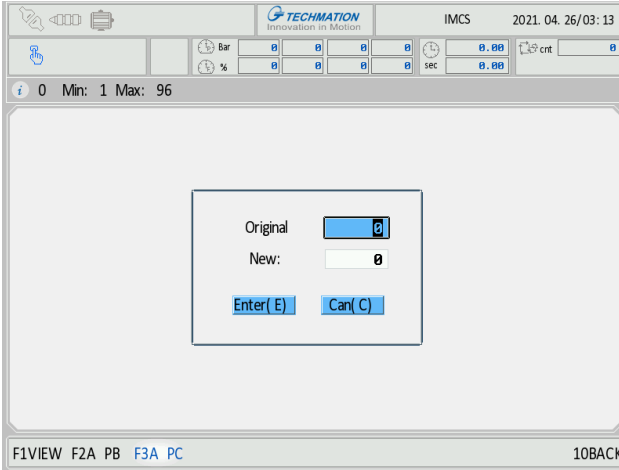 TECHMATION
Innovation in Motion
IMCS
2021. 04. 26/03: 13
Bar 0 0 0 0 0.00 cnt 0
% 0 0 0 0 sec 0.00
i 0 Min: 1 Max: 96
Original 0
New: 0
Enter( E) Can( C)
F1VIEW F2A PB F3A PC 10BACK